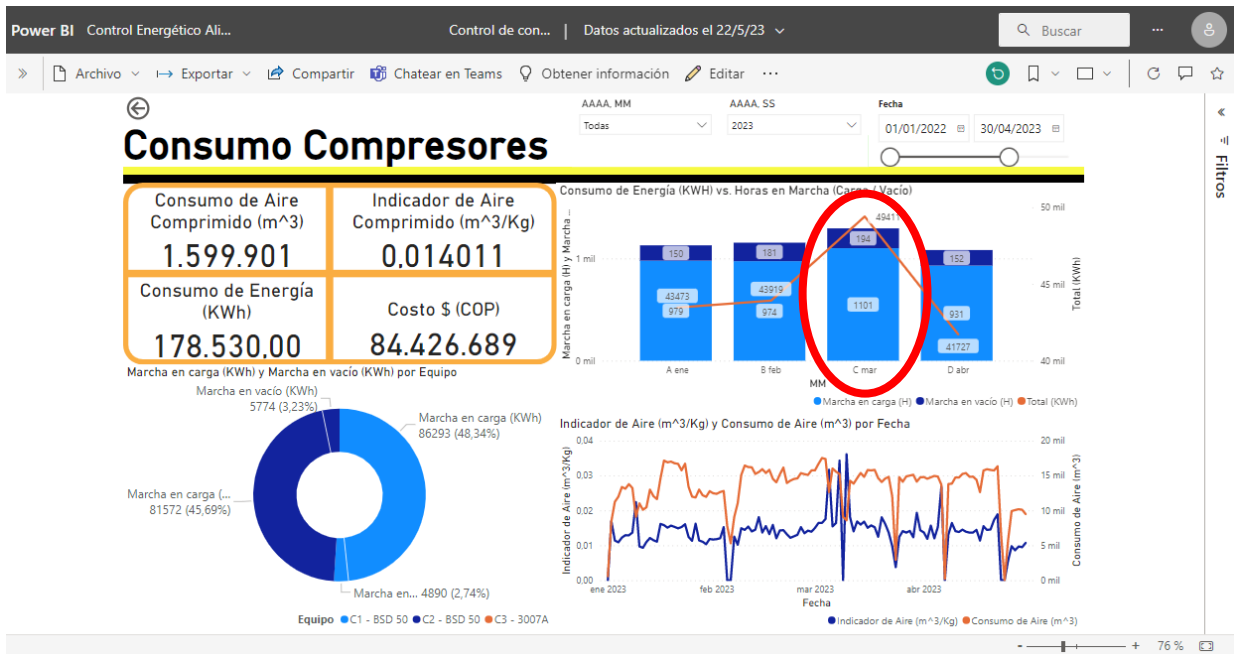 Power BI Control Energético Ali... Control de con... | Datos actualizados el 22/5/23 Buscar ...
Archivo Exportar Compartir Chatear en Teams Obtener información Editar ...
AAAA, MM AAAA, SS Fecha
Todas 2023 01/01/2022 30/04/2023
Consumo Compresores
Filtros
Consumo de Aire Comprimido (m^3)
1.599.901
Indicador de Aire Comprimido (m^3/Kg)
0,014011
Consumo de Energía (KWh)
178.530,00
Costo $ (COP)
84.426.689
Consumo de Energía (KWH) vs. Horas en Marcha (Carga / Vacío)
Marcha en carga (H) y Marcha ...
1 mil
0 mil
150 181 194 152
43473 43919 49411 41727
979 974 1101 931
50 mil
45 mil
40 mil
Total (KWh)
A ene B feb C mar D abr
MM
Marcha en carga (H) Marcha en vacío (H) Total (KWh)
Marcha en carga (KWh) y Marcha en vacío (KWh) por Equipo
Marcha en vacío (KWh)
5774 (3,23%)
Marcha en carga (KWh)
86293 (48,34%)
Marcha en carga (...
81572 (45,69%)
Marcha en... 4890 (2,74%)
Equipo C1 - BSD 50 C2 - BSD 50 C3 - 3007A
Indicador de Aire (m^3/Kg) y Consumo de Aire (m^3) por Fecha
Indicador de Aire (m^3/Kg)
0,04
0,03
0,02
0,01
0,00
20 mil
15 mil
10 mil
5 mil
0 mil
Consumo de Aire (m^3)
ene 2023 feb 2023 mar 2023 abr 2023
Fecha
Indicador de Aire (m^3/Kg) Consumo de Aire (m^3)
- + 76 %